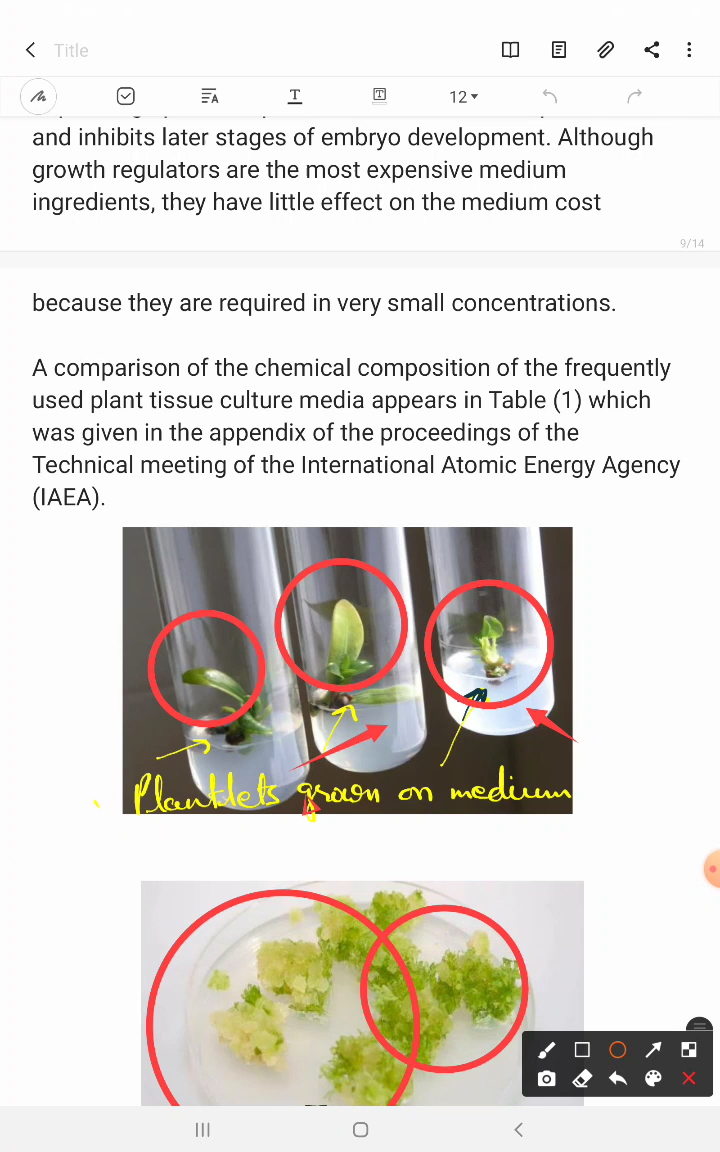 Title
12
and inhibits later stages of embryo development. Although
growth regulators are the most expensive medium
ingredients, they have little effect on the medium cost
9/14
because they are required in very small concentrations.
A comparison of the chemical composition of the frequently
used plant tissue culture media appears in Table (1) which
was given in the appendix of the proceedings of the
Technical meeting of the International Atomic Energy Agency
(IAEA).
Plantlets grown on medium